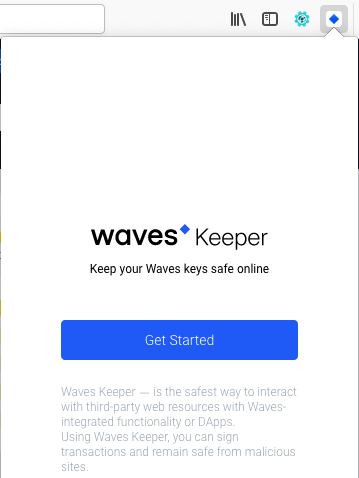 waves Keeper
Keep your Waves keys safe online
Get Started
Waves Keeper — is the safest way to interact
with third-party web resources with Waves-
integrated functionality or DApps.
Using Waves Keeper, you can sign
transactions and remain safe from malicious
sites.